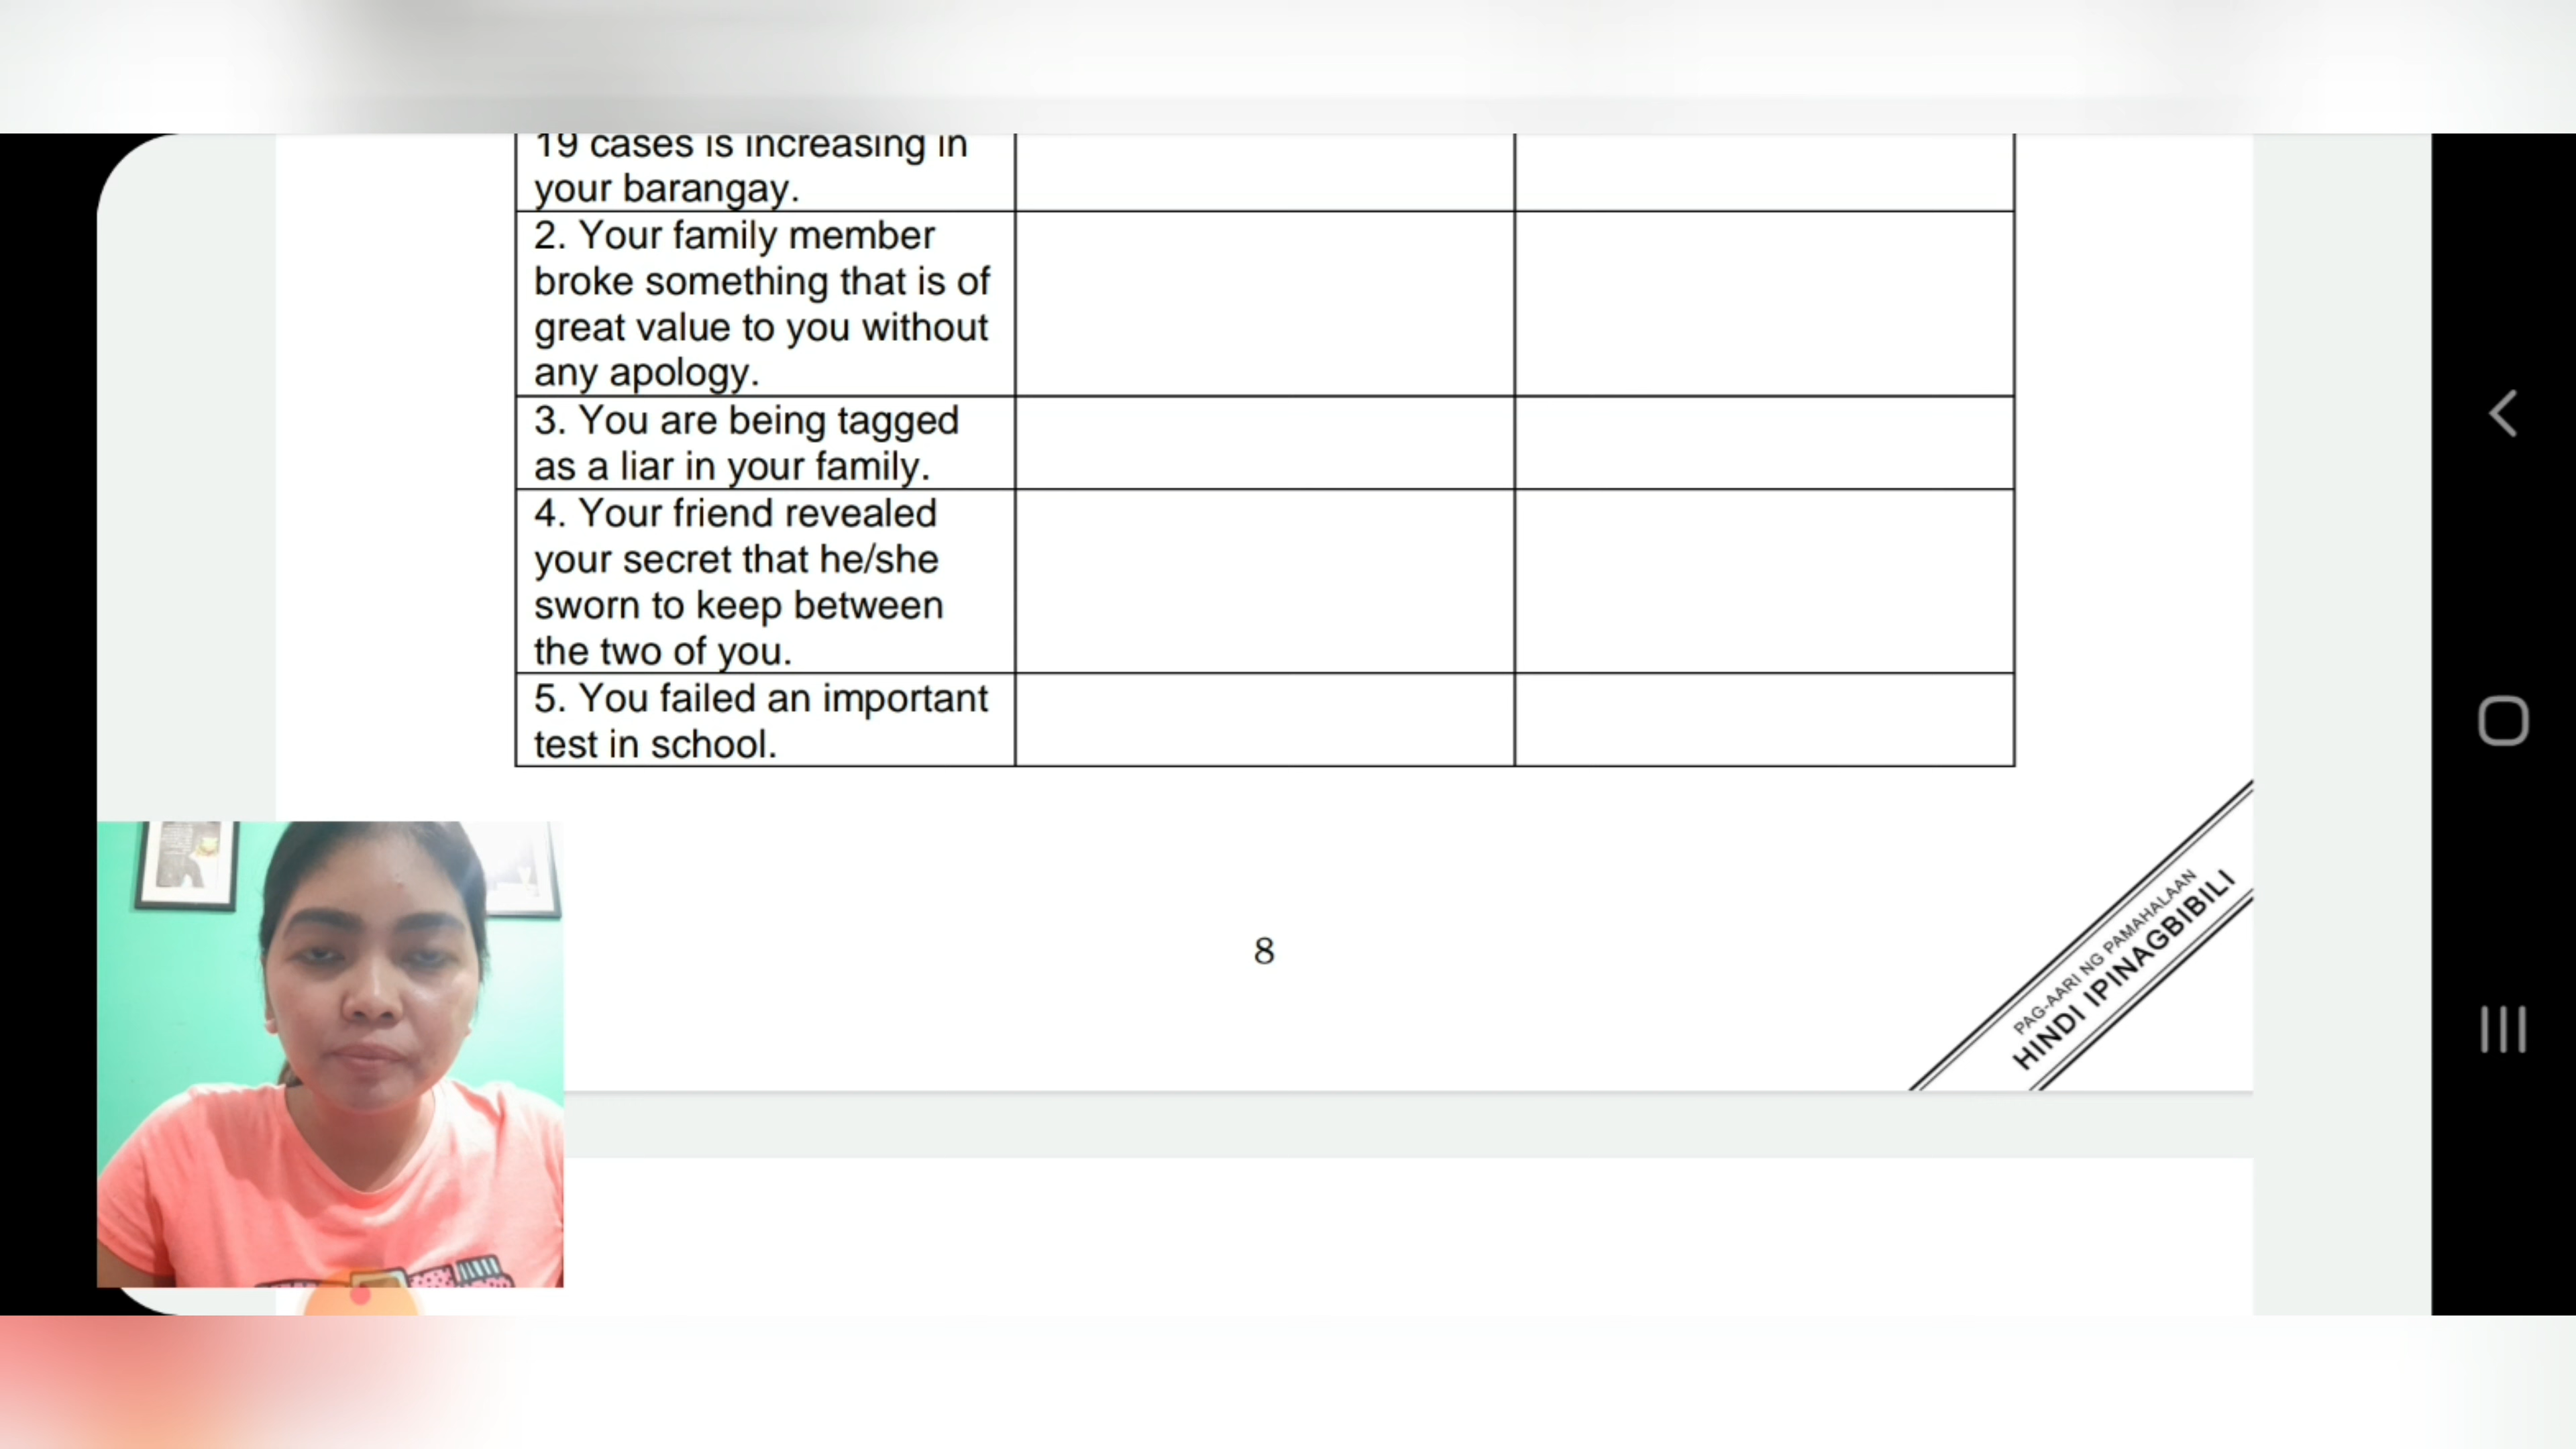 19 cases is increasing in
your barangay.
2. Your family member
broke something that is of
great value to you without
any apology.
3. You are being tagged
as a liar in your family.
4. Your friend revealed
your secret that he/she
sworn to keep between
the two of you.
5. You failed an important
test in school.
8
PAG-AARI NG PAMAHALAAN
HINDI IPINAGBIBILI